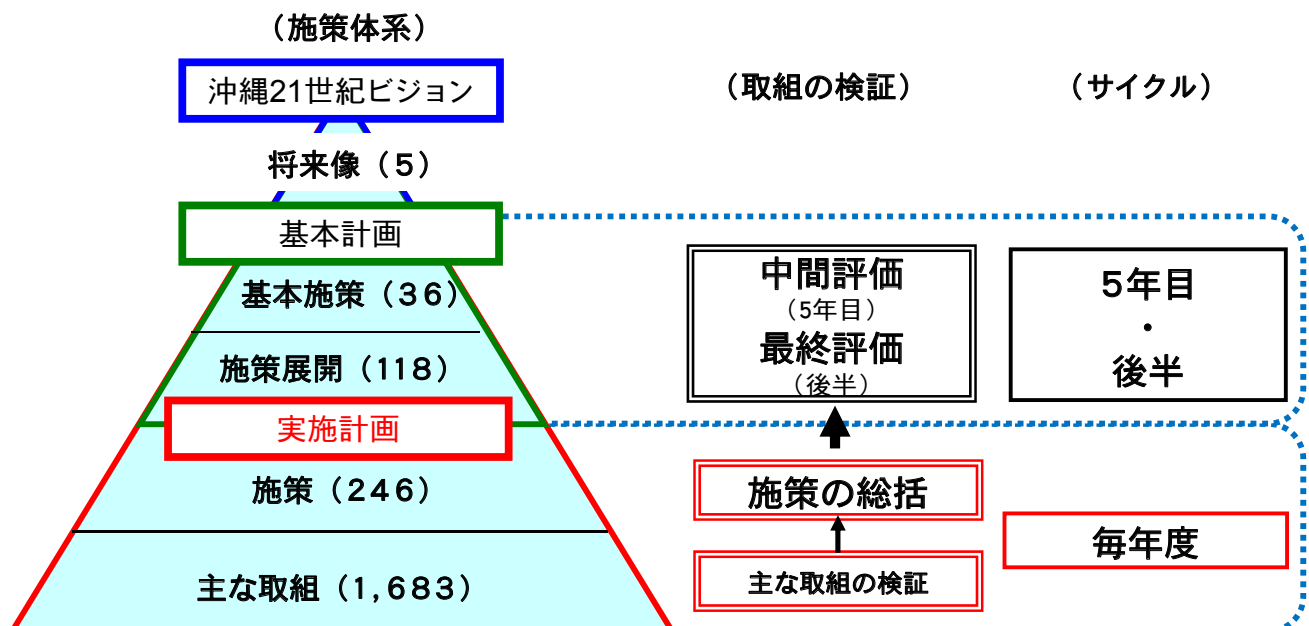 （施策体系）
沖縄21世紀ビジョン
将来像（５）
基本計画
基本施策（３６）
施策展開（１１８）
実施計画
施策（２４６）
主な取組（１,６８３）
（取組の検証）
中間評価
（5年目）
最終評価
（後半）
施策の総括
主な取組の検証
（サイクル）
５年目
・
後半
毎年度